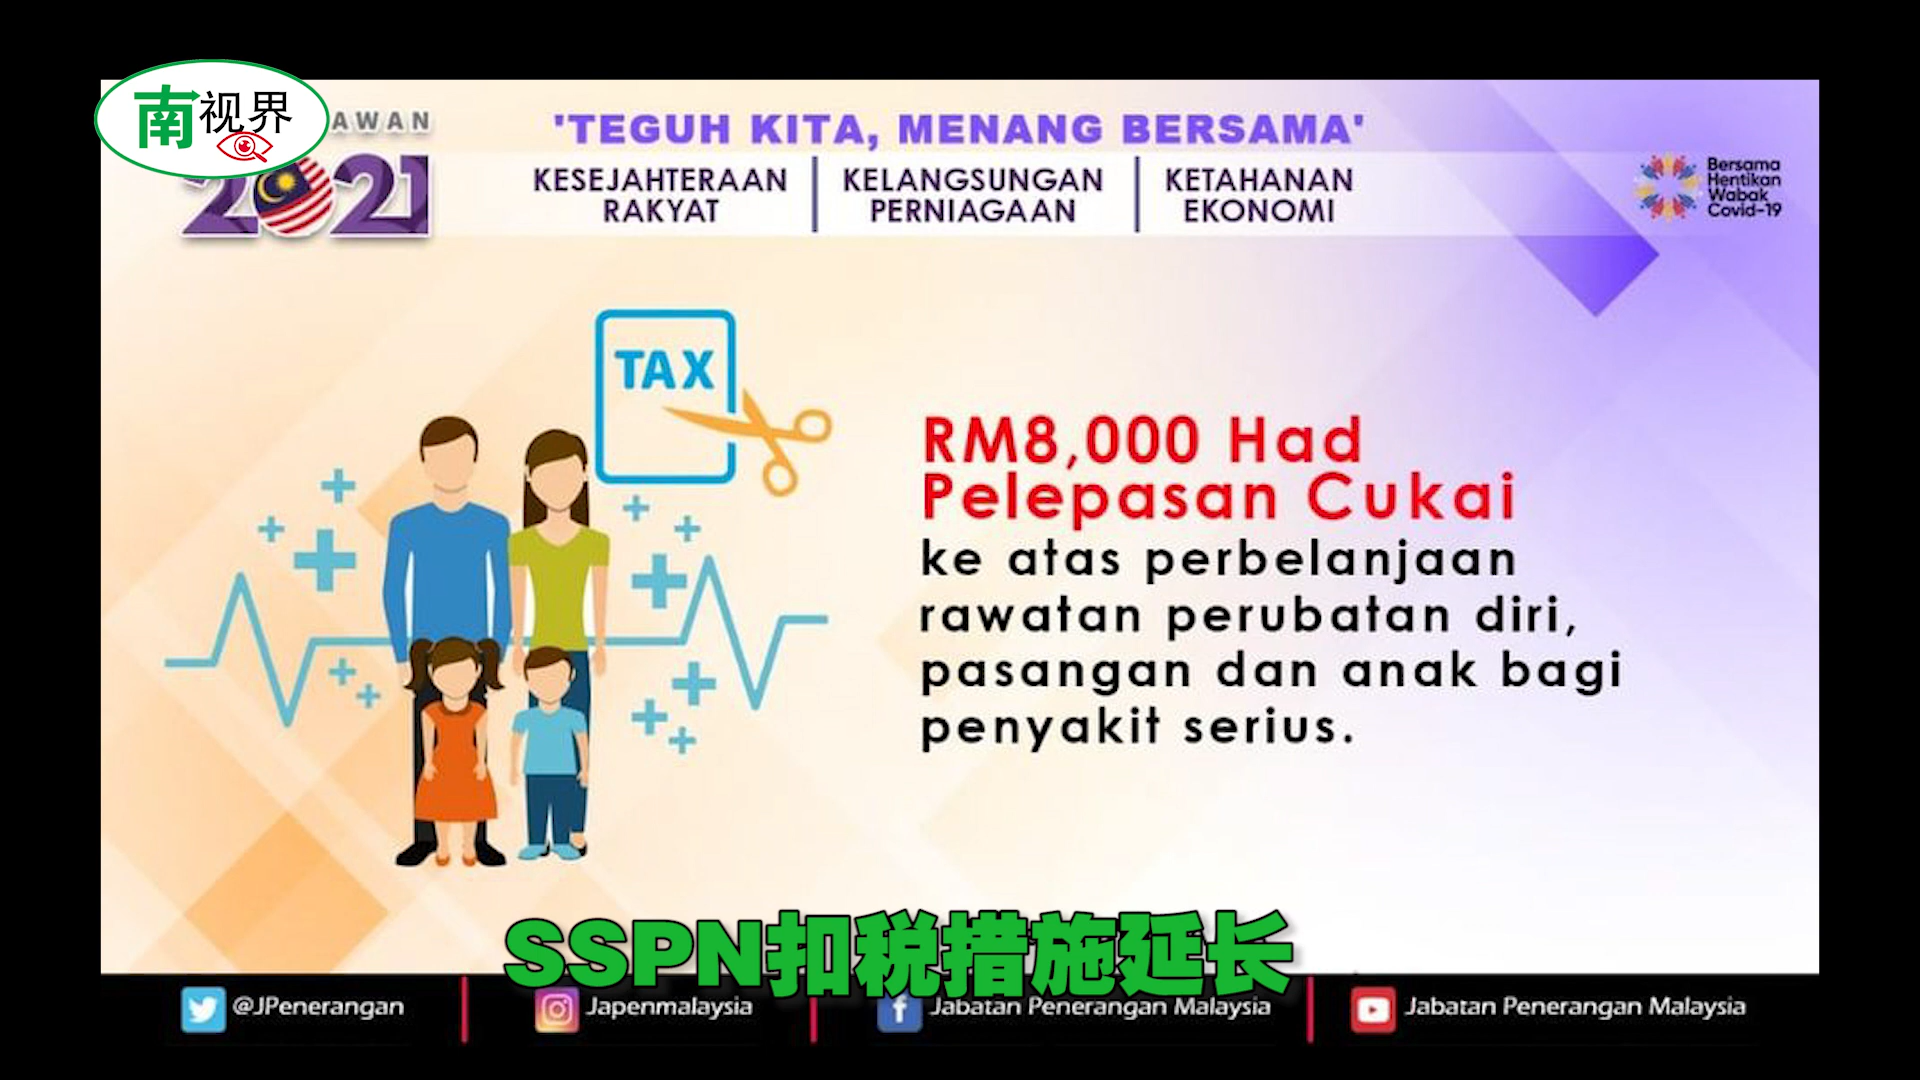 南视界
AWAN
2021
'TEGUH KITA, MENANG BERSAMA'
KESEJAHTERAAN
RAKYAT
KELANGSUNGAN
PERNIAGAAN
KETAHANAN
EKONOMI
Bersama
Hentikan
Wabak
Covid-19
TAX
RM8,000 Had
Pelepasan Cukai
ke atas perbelanjaan
rawatan perubatan diri,
pasangan dan anak bagi
penyakit serius.
SSPN扣税措施延长
@JPenerangan
Japenmalaysia
Jabatan Penerangan Malaysia
Jabatan Penerangan Malaysia